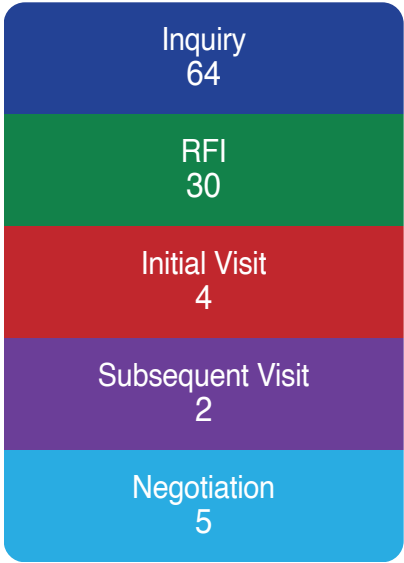 Inquiry
64
RFI
30
Initial Visit
4
Subsequent Visit
2
Negotiation
5